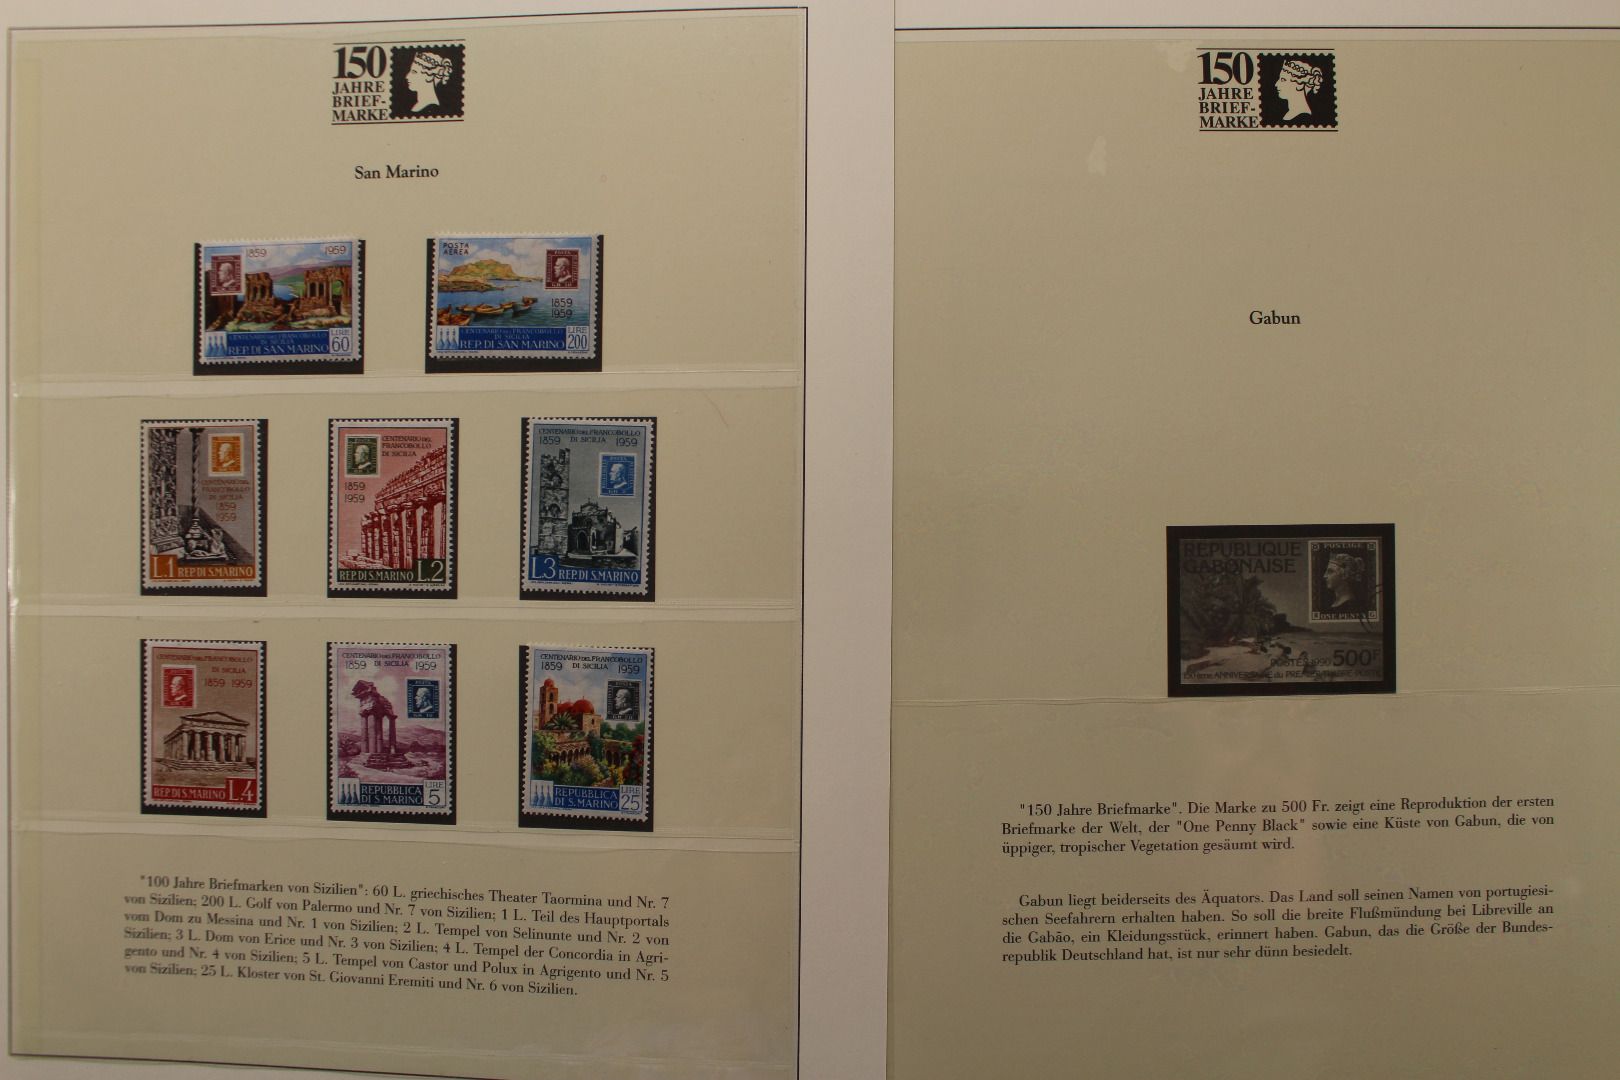 150
JAHRE
BRIEF-
MARKE
San Marino
1859 1959
CENTENARIO DEL FRANCOBOLLO
DI SICILIA
REP. DI SAN MARINO
LIRE
60
POSTA
AEREA
1859
1959
CENTENARIO DEL FRANCOBOLLO
DI SICILIA
REP. DI SAN MARINO
LIRE
200
CENTENARIO DEL
FRANCOBOLLO
DI SICILIA
1859
1959
L.1 REP. DI S. MARINO
CENTENARIO DEL
FRANCOBOLLO
DI SICILIA
1859
1959
REP. DI S. MARINO L.2
CENTENARIO DEL FRANCOBOLLO
1859 DI SICILIA 1959
L.3 REP. DI S. MARINO
CENTENARIO DEL FRANCOBOLLO
DI SICILIA
1859-1959
REP. DI S. MARINO L.4
CENTENARIO DEL FRANCOBOLLO
1859 DI SICILIA 1959
REPUBBLICA
DI S. MARINO
LIRE
5
CENTENARIO DEL FRANCOBOLLO
1859 DI SICILIA 1959
REPUBBLICA
DI S. MARINO
LIRE
25
"100 Jahre Briefmarken von Sizilien": 60 L. griechisches Theater Taormina und Nr. 7
von Sizilien; 200 L. Golf von Palermo und Nr. 7 von Sizilien; 1 L. Teil des Hauptportals
vom Dom zu Messina und Nr. 1 von Sizilien; 2 L. Tempel von Selinunte und Nr. 2 von
Sizilien; 3 L. Dom von Erice und Nr. 3 von Sizilien; 4 L. Tempel der Concordia in Agri-
gento und Nr. 4 von Sizilien; 5 L. Tempel von Castor und Polux in Agrigento und Nr. 5
von Sizilien; 25 L. Kloster von St. Giovanni Eremiti und Nr. 6 von Sizilien.
150
JAHRE
BRIEF-
MARKE
Gabun
REPUBLIQUE
GABONAISE
POSTAGE
ONE PENNY
POSTES 1990 500F
150ème ANNIVERSAIRE du PREMIER TIMBRE-POSTE
"150 Jahre Briefmarke". Die Marke zu 500 Fr. zeigt eine Reproduktion der ersten
Briefmarke der Welt, der "One Penny Black" sowie eine Küste von Gabun, die von
üppiger, tropischer Vegetation gesäumt wird.
Gabun liegt beiderseits des Äquators. Das Land soll seinen Namen von portugiesi-
schen Seefahrern erhalten haben. So soll die breite Flußmündung bei Libreville an
die Gabão, ein Kleidungsstück, erinnert haben. Gabun, das die Größe der Bundes-
republik Deutschland hat, ist nur sehr dünn besiedelt.